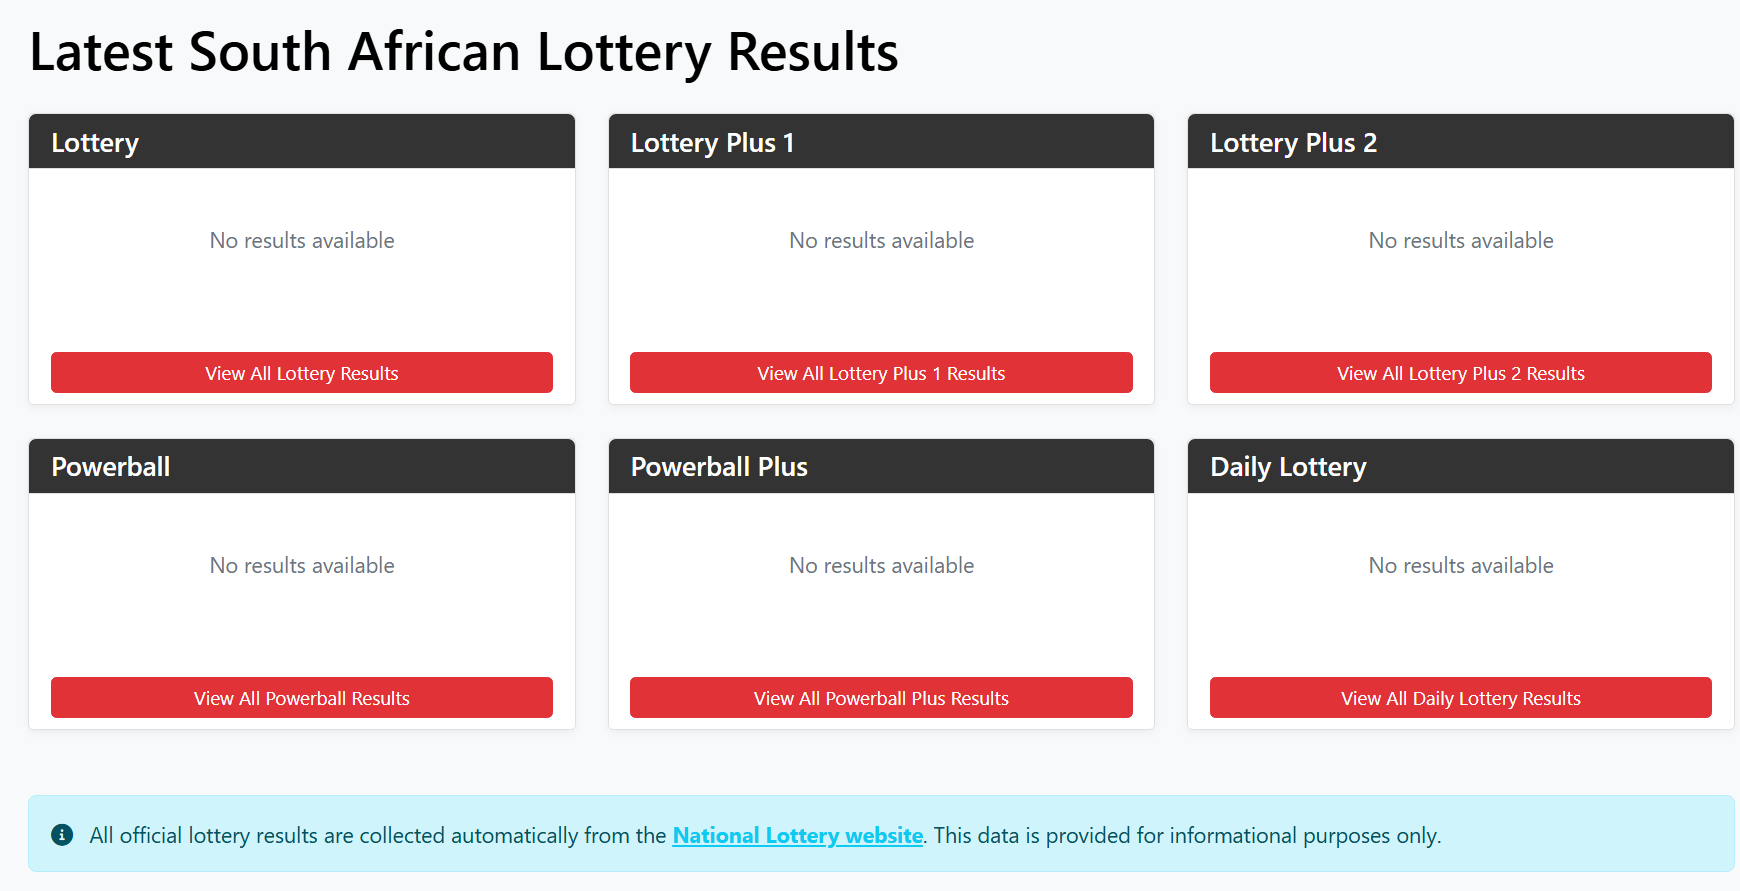 Latest South African Lottery Results
Lottery
No results available
View All Lottery Results
Lottery Plus 1
No results available
View All Lottery Plus 1 Results
Lottery Plus 2
No results available
View All Lottery Plus 2 Results
Powerball
No results available
View All Powerball Results
Powerball Plus
No results available
View All Powerball Plus Results
Daily Lottery
No results available
View All Daily Lottery Results
All official lottery results are collected automatically from the National Lottery website. This data is provided for informational purposes only.